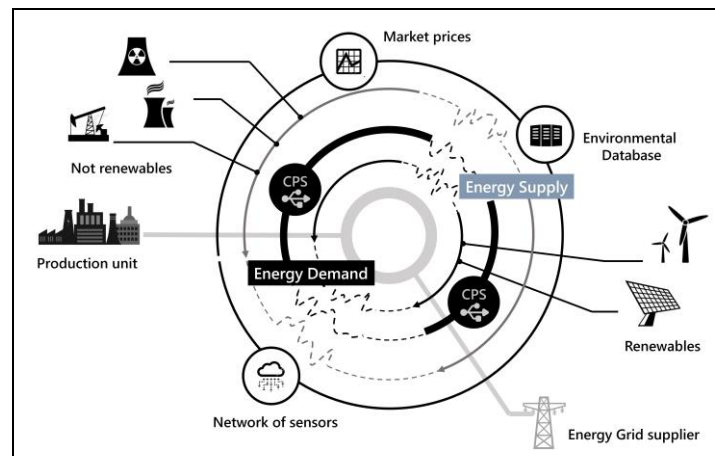 Market prices
Environmental
Database
Not renewables
CPS
Energy Supply
Production unit
Energy Demand
CPS
Renewables
Network of sensors
Energy Grid supplier